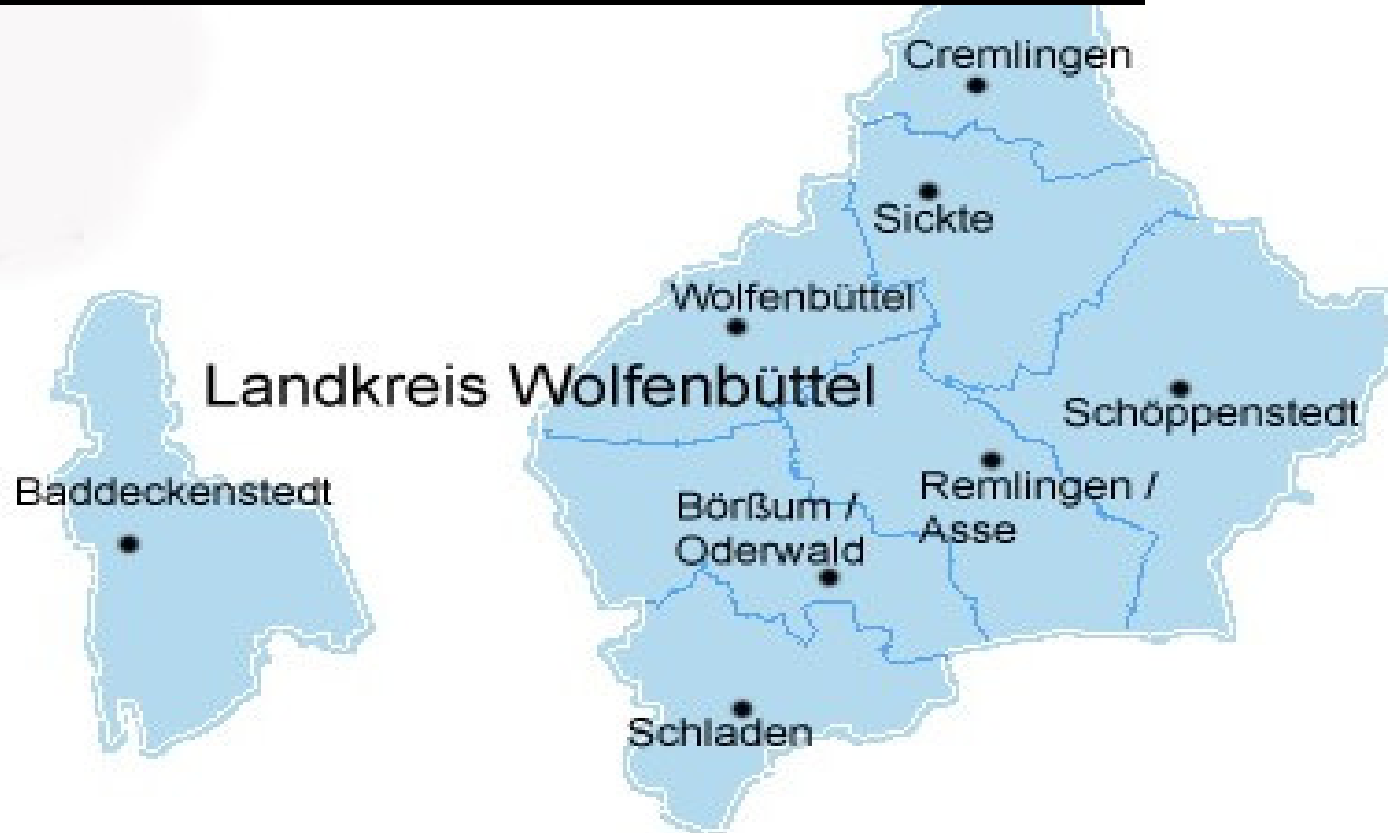 Cremlingen
Sickte
Wolfenbüttel
Landkreis Wolfenbüttel
Schöppenstedt
Baddeckenstedt
Remlingen /
Asse
Börßum /
Oderwald
Schladen